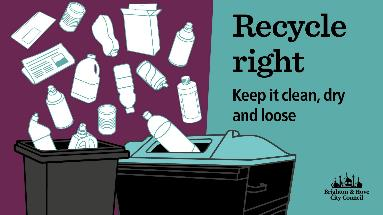 Recycle
right
Keep it clean, dry
and loose
Brighton & Hove
City Council